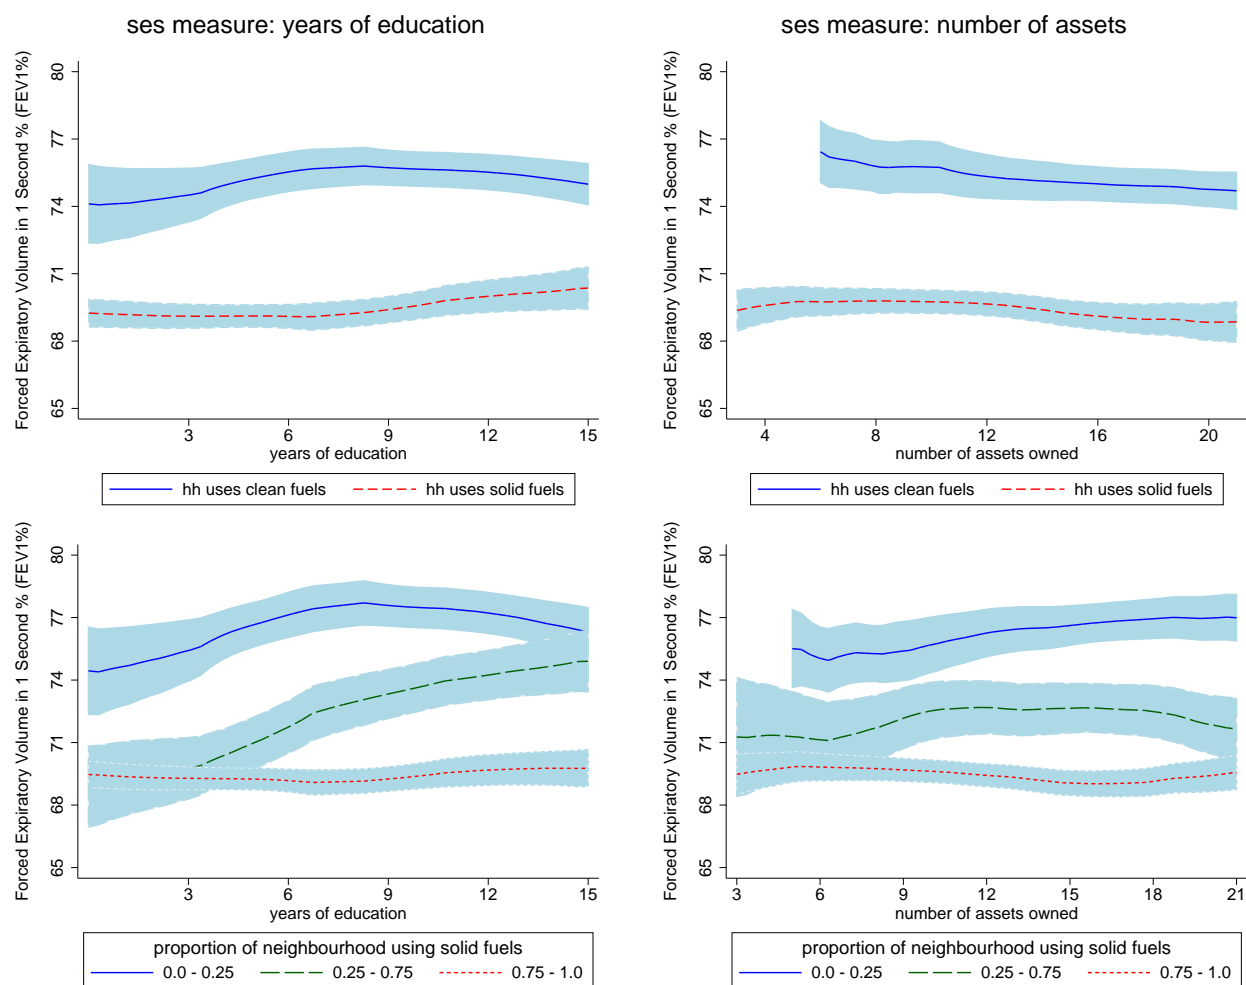 ses measure: years of education
Forced Expiratory Volume in 1 Second % (FEV1%)
80
77
74
71
68
65
3 6 9 12 15
years of education
hh uses clean fuels hh uses solid fuels
ses measure: number of assets
Forced Expiratory Volume in 1 Second % (FEV1%)
80
77
74
71
68
65
4 8 12 16 20
number of assets owned
hh uses clean fuels hh uses solid fuels
Forced Expiratory Volume in 1 Second % (FEV1%)
80
77
74
71
68
65
3 6 9 12 15
years of education
proportion of neighbourhood using solid fuels
0.0 - 0.25 0.25 - 0.75 0.75 - 1.0
Forced Expiratory Volume in 1 Second % (FEV1%)
80
77
74
71
68
65
3 6 9 12 15 18 21
number of assets owned
proportion of neighbourhood using solid fuels
0.0 - 0.25 0.25 - 0.75 0.75 - 1.0